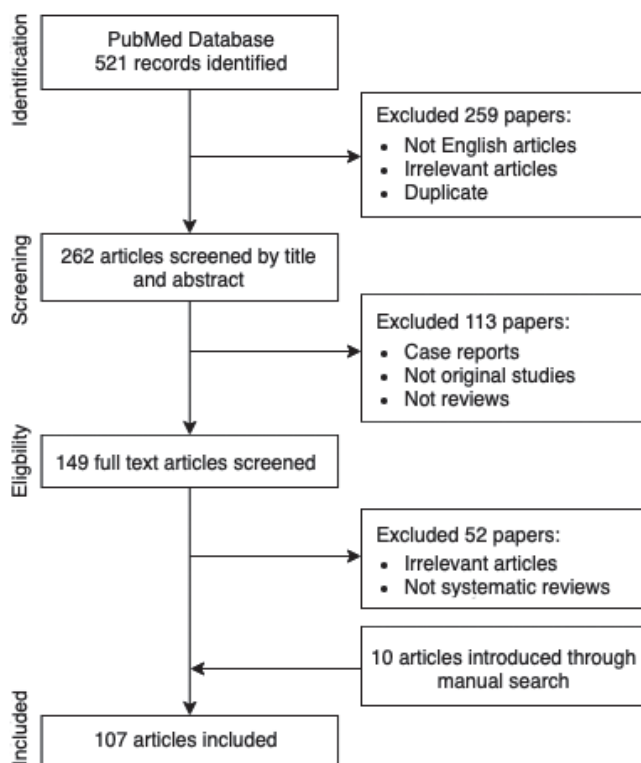 Identification
PubMed Database
521 records identified
Excluded 259 papers:
• Not English articles
• Irrelevant articles
• Duplicate
Screening
262 articles screened by title
and abstract
Excluded 113 papers:
• Case reports
• Not original studies
• Not reviews
Eligbility
149 full text articles screened
Excluded 52 papers:
• Irrelevant articles
• Not systematic reviews
10 articles introduced through
manual search
Included
107 articles included